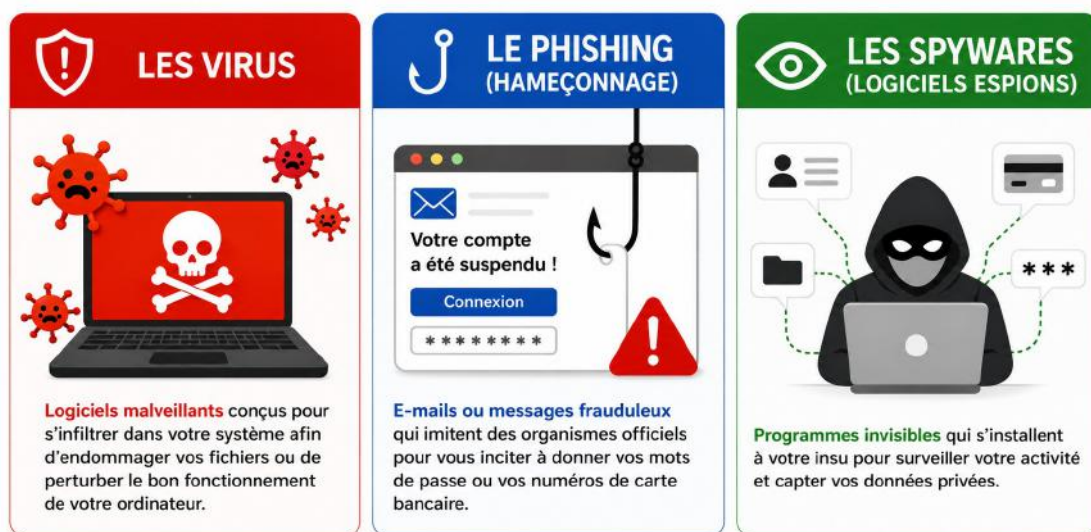 LES VIRUS
Logiciels malveillants conçus pour
s’infiltrer dans votre système afin
d’endommager vos fichiers ou de
perturber le bon fonctionnement
de votre ordinateur.
LE PHISHING
(HAMEÇONNAGE)
Votre compte
a été suspendu !
Connexion
********
E-mails ou messages frauduleux
qui imitent des organismes officiels
pour vous inciter à donner vos mots
de passe ou vos numéros de carte
bancaire.
LES SPYWARES
(LOGICIELS ESPIONS)
***
Programmes invisibles qui s’installent
à votre insu pour surveiller votre activité
et capter vos données privées.